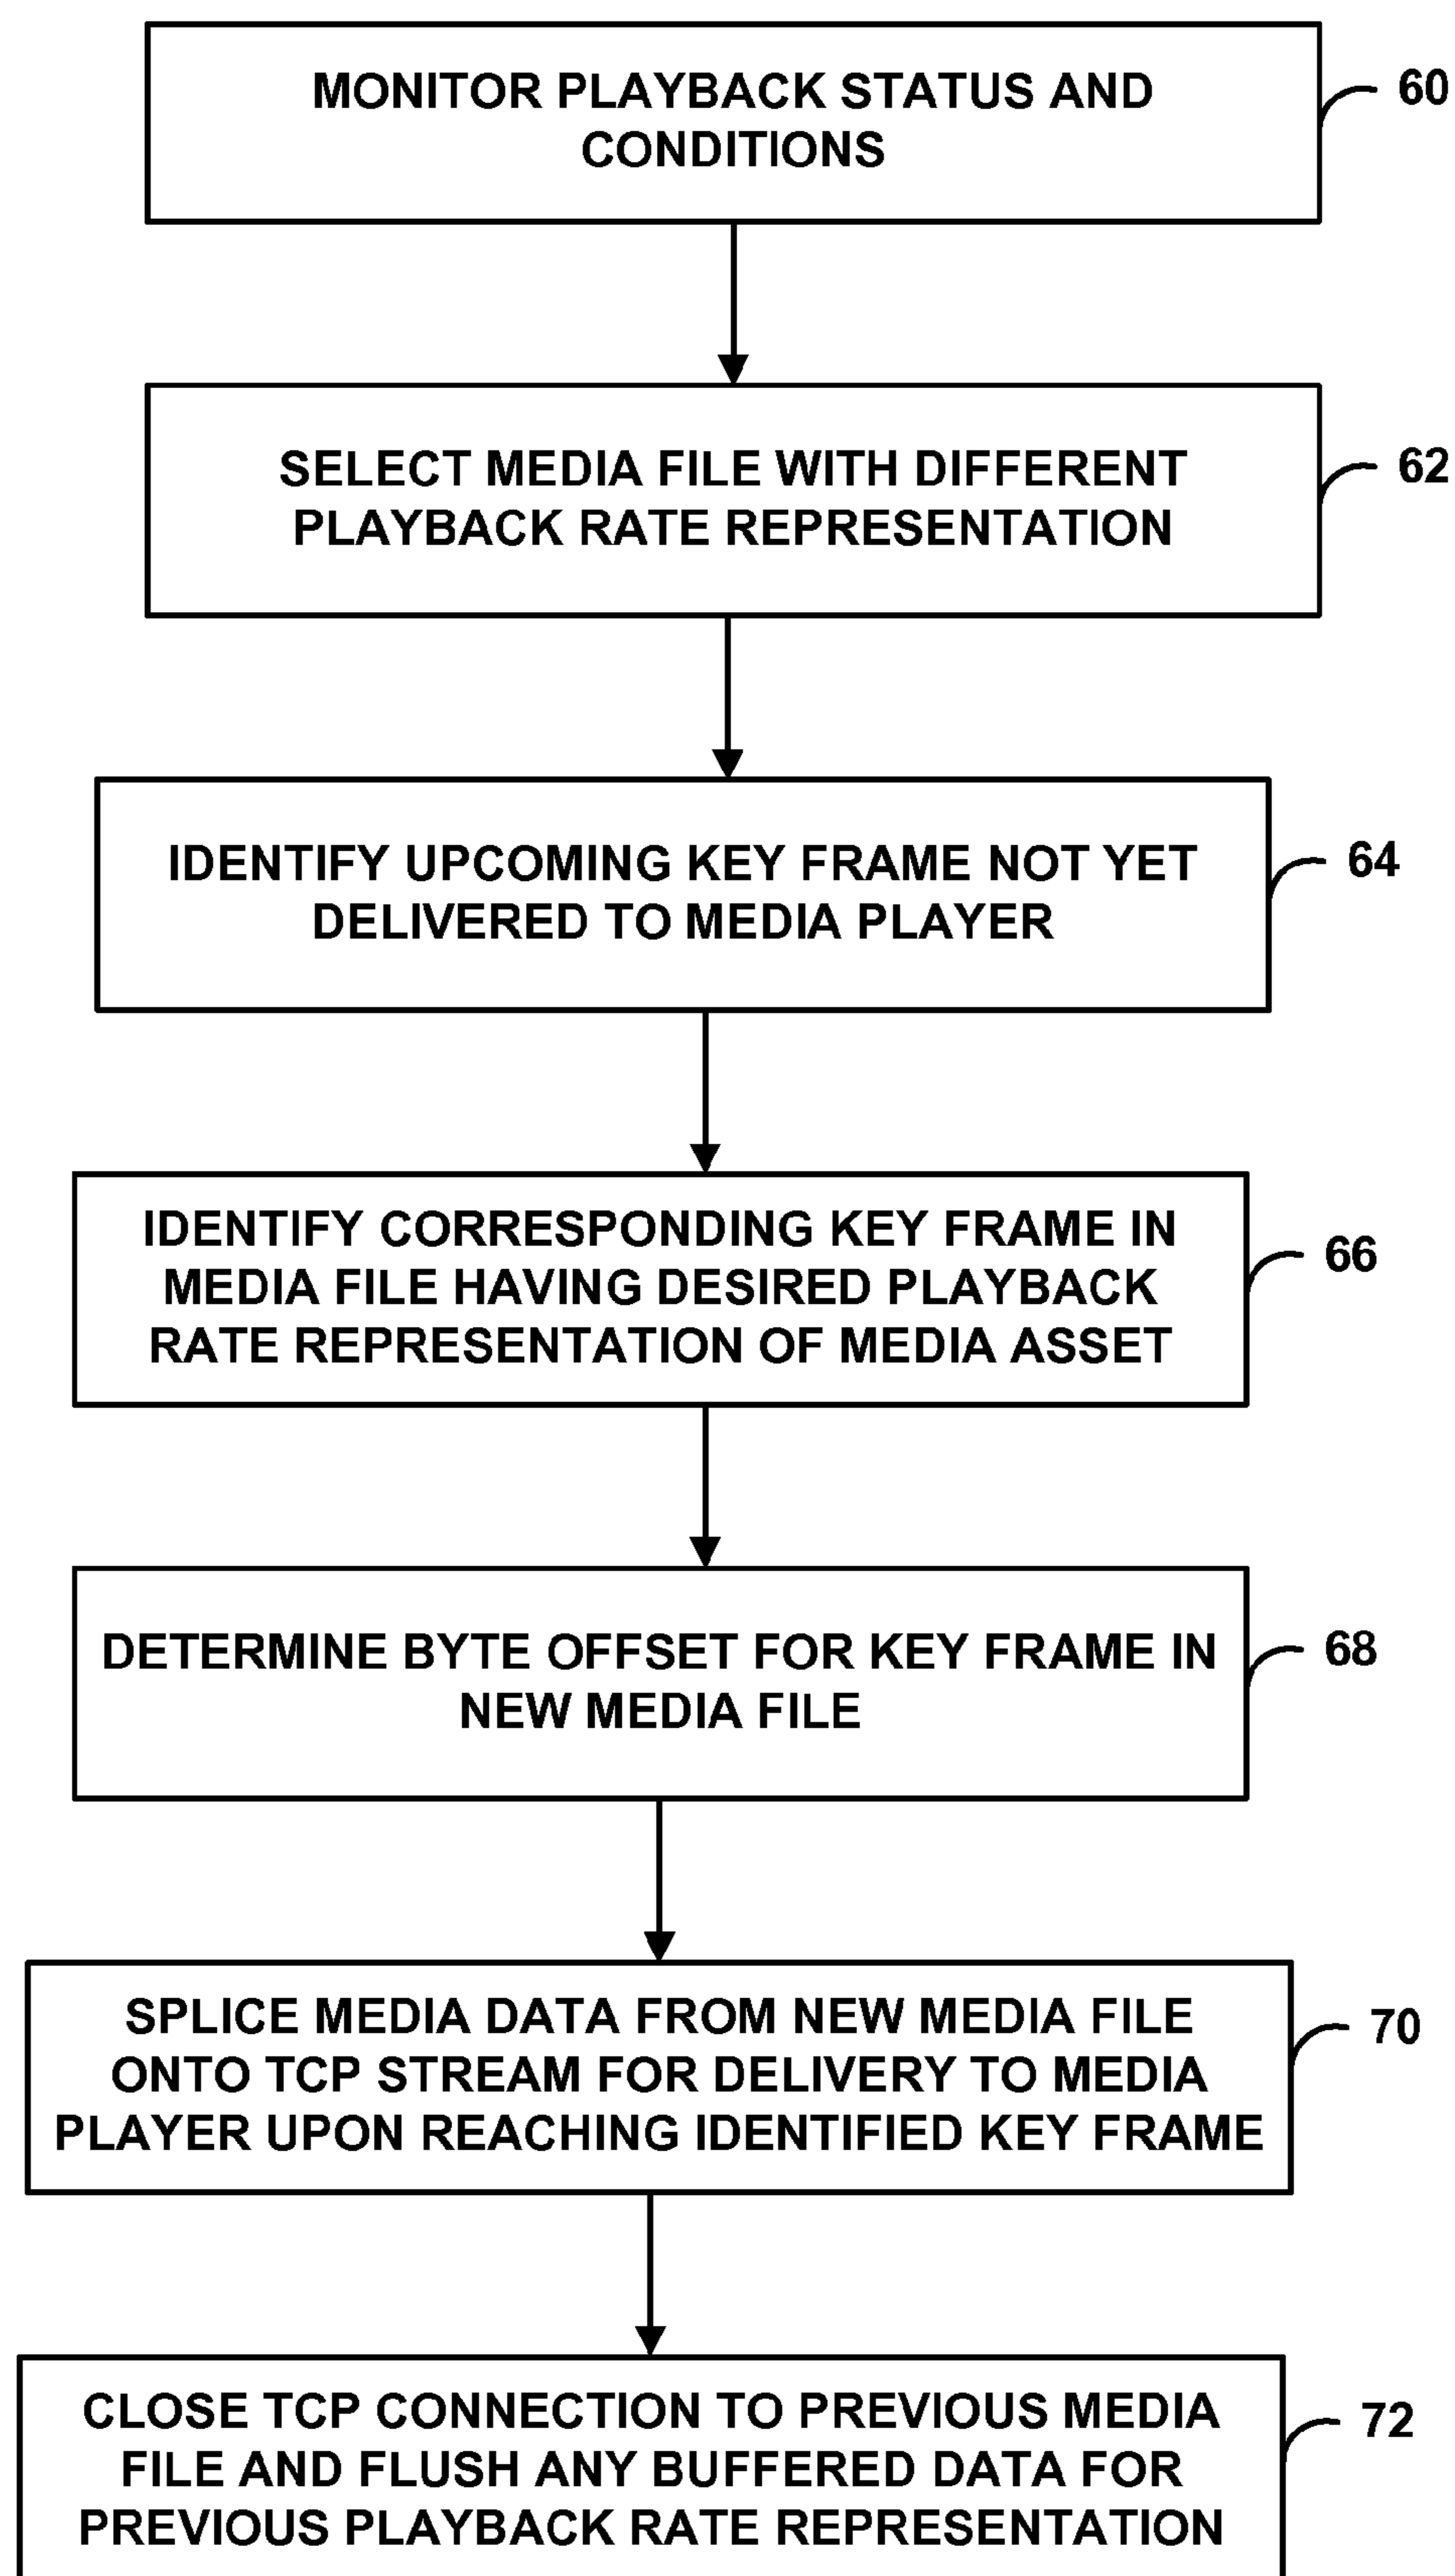 MONITOR PLAYBACK STATUS AND
CONDITIONS
60
SELECT MEDIA FILE WITH DIFFERENT
PLAYBACK RATE REPRESENTATION
62
IDENTIFY UPCOMING KEY FRAME NOT YET
DELIVERED TO MEDIA PLAYER
64
IDENTIFY CORRESPONDING KEY FRAME IN
MEDIA FILE HAVING DESIRED PLAYBACK
RATE REPRESENTATION OF MEDIA ASSET
66
DETERMINE BYTE OFFSET FOR KEY FRAME IN
NEW MEDIA FILE
68
SPLICE MEDIA DATA FROM NEW MEDIA FILE
ONTO TCP STREAM FOR DELIVERY TO MEDIA
PLAYER UPON REACHING IDENTIFIED KEY FRAME
70
CLOSE TCP CONNECTION TO PREVIOUS MEDIA
FILE AND FLUSH ANY BUFFERED DATA FOR
PREVIOUS PLAYBACK RATE REPRESENTATION
72